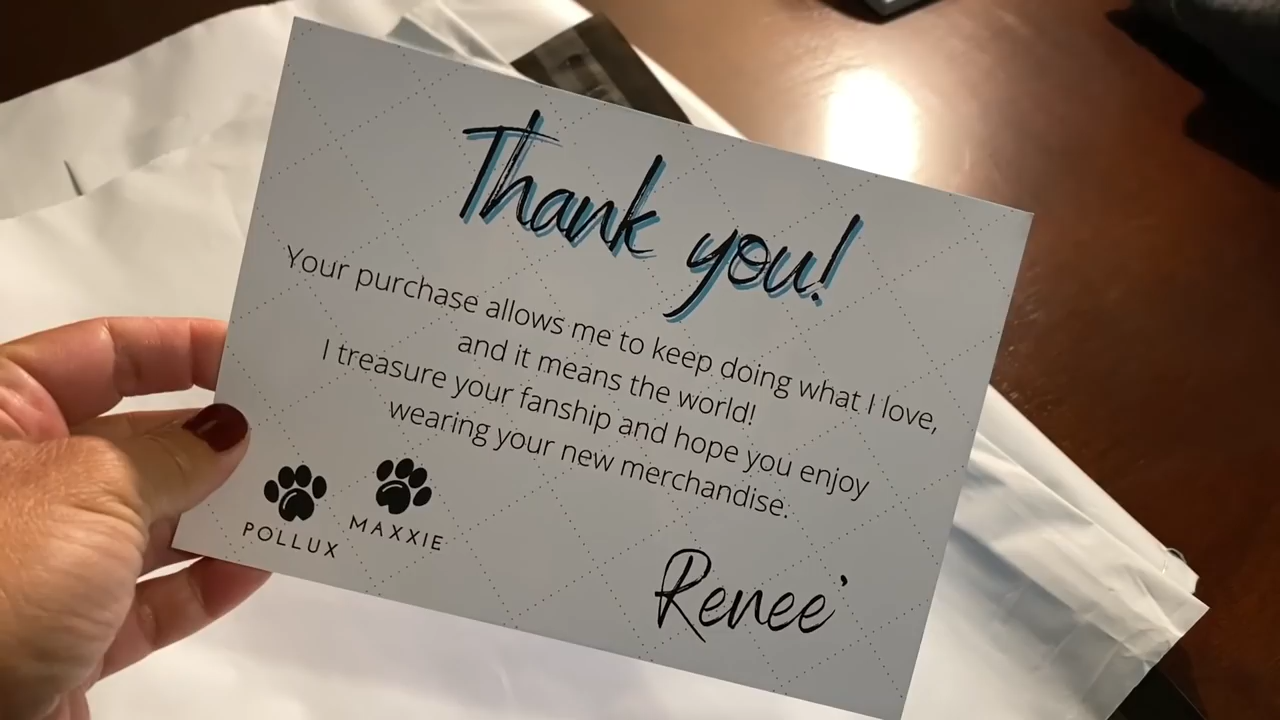 Thank you!
Your purchase allows me to keep doing what I love,
and it means the world!
I treasure your fanship and hope you enjoy
wearing your new merchandise.
POLLUX
MAXXIE
Renee'